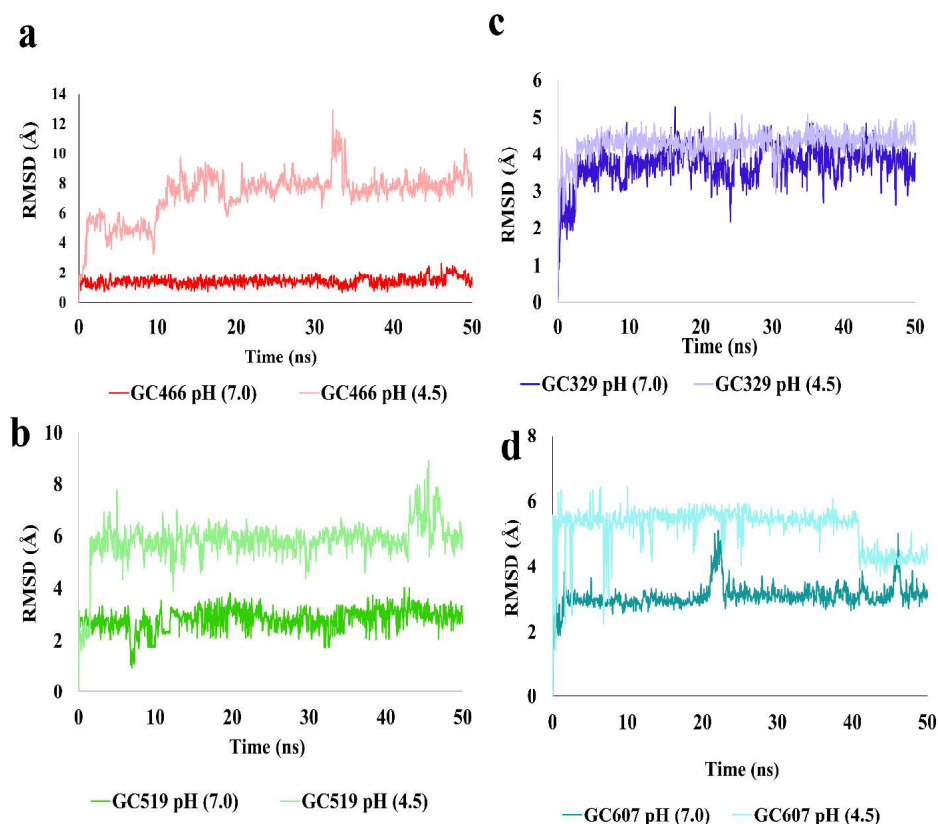 a
RMSD (Å)
14
12
10
8
6
4
2
0
0 10 20 30 40 50
Time (ns)
GC466 pH (7.0) GC466 pH (4.5)
c
RMSD (Å)
6
5
4
3
2
1
0
0 10 20 30 40 50
Time (ns)
GC329 pH (7.0) GC329 pH (4.5)
b
RMSD (Å)
10
8
6
4
2
0
0 10 20 30 40 50
Time (ns)
GC519 pH (7.0) GC519 pH (4.5)
d
RMSD (Å)
8
6
4
2
0
0 10 20 30 40 50
Time (ns)
GC607 pH (7.0) GC607 pH (4.5)